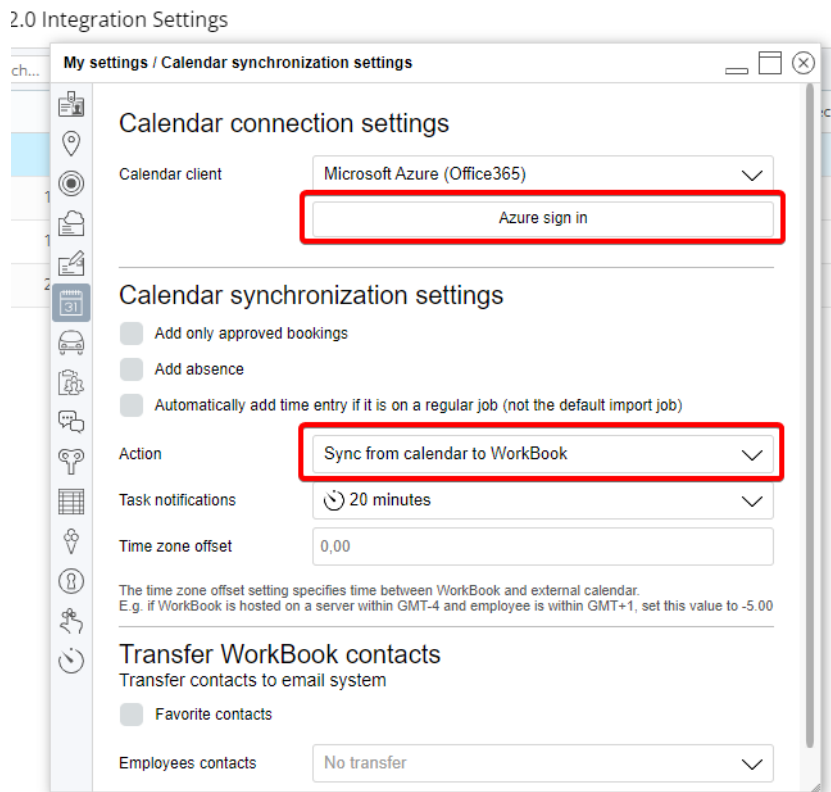 2.0 Integration Settings
ch...
My settings / Calendar synchronization settings
Calendar connection settings
Calendar client
Microsoft Azure (Office365)
Azure sign in
Calendar synchronization settings
31
Add only approved bookings
Add absence
Automatically add time entry if it is on a regular job (not the default import job)
Action
Sync from calendar to WorkBook
Task notifications
20 minutes
Time zone offset
0,00
The time zone offset setting specifies time between WorkBook and external calendar.
E.g. if WorkBook is hosted on a server within GMT-4 and employee is within GMT+1, set this value to -5.00
Transfer WorkBook contacts
Transfer contacts to email system
Favorite contacts
Employees contacts
No transfer